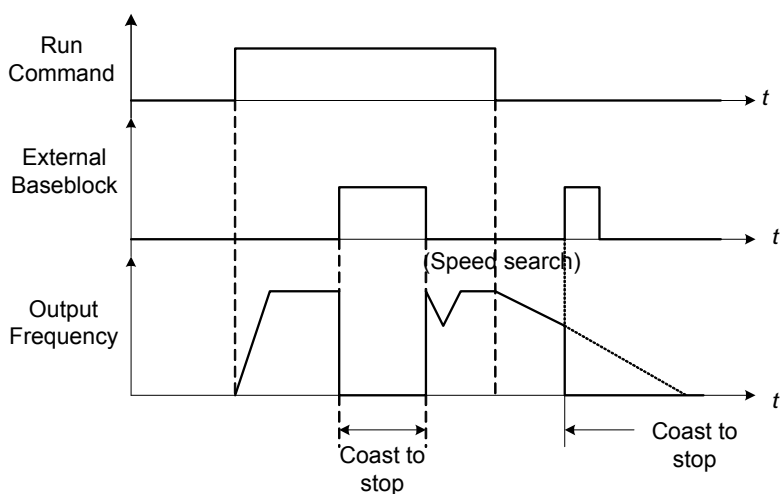 Run
Command
t
External
Baseblock
t
(Speed search)
Output
Frequency
t
Coast to
stop
Coast to
stop